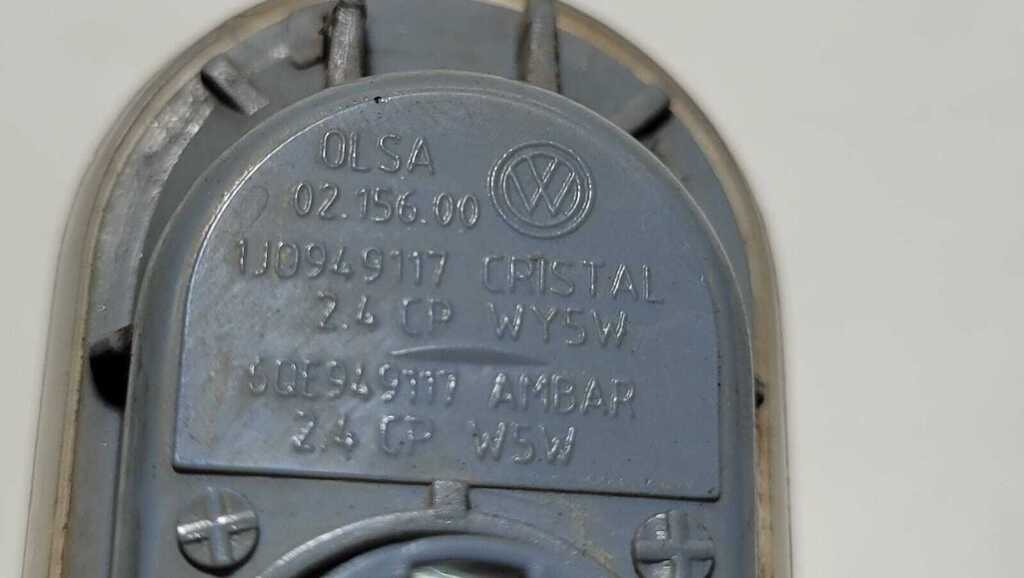 OLSA
02.156.00
1J0949117 CRISTAL
2.4 CP WY5W
6QE949117 AMBAR
2.4 CP W5W